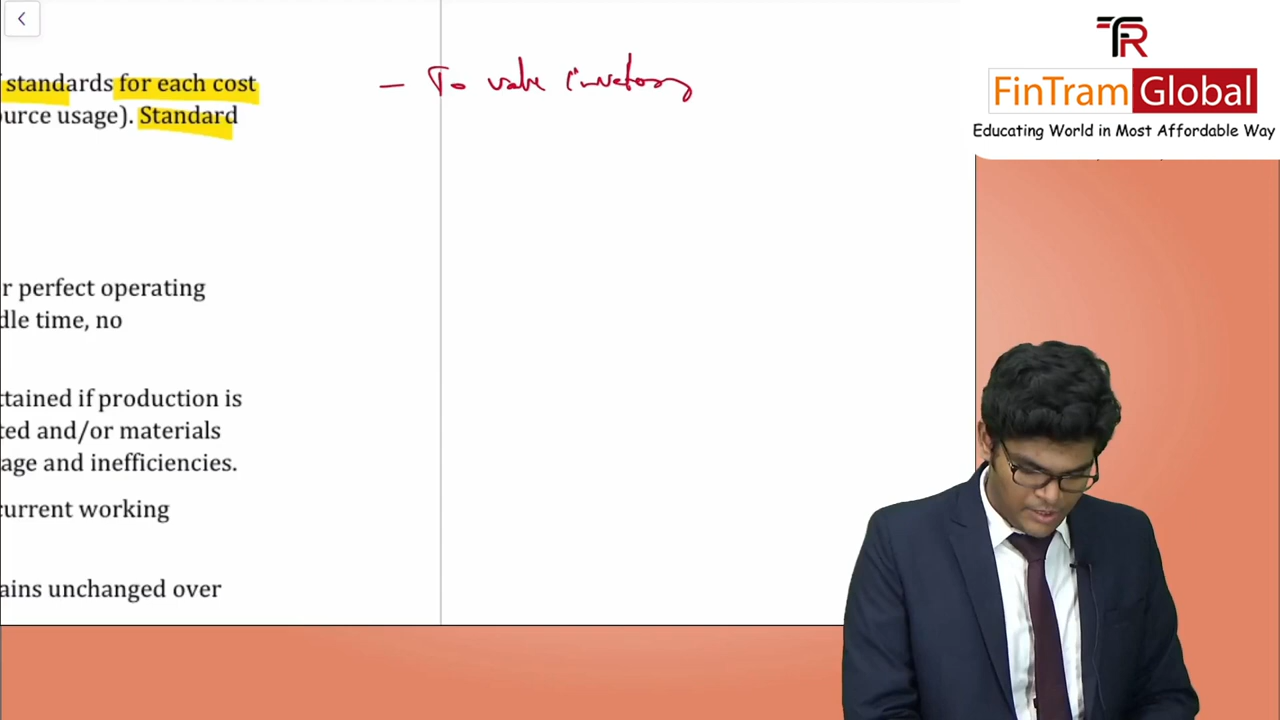 standards for each cost
ource usage). Standard
- To value inventory
r perfect operating
dle time, no
ttained if production is
ted and/or materials
age and inefficiencies.
current working
ains unchanged over
TR
FinTram Global
Educating World in Most Affordable Way